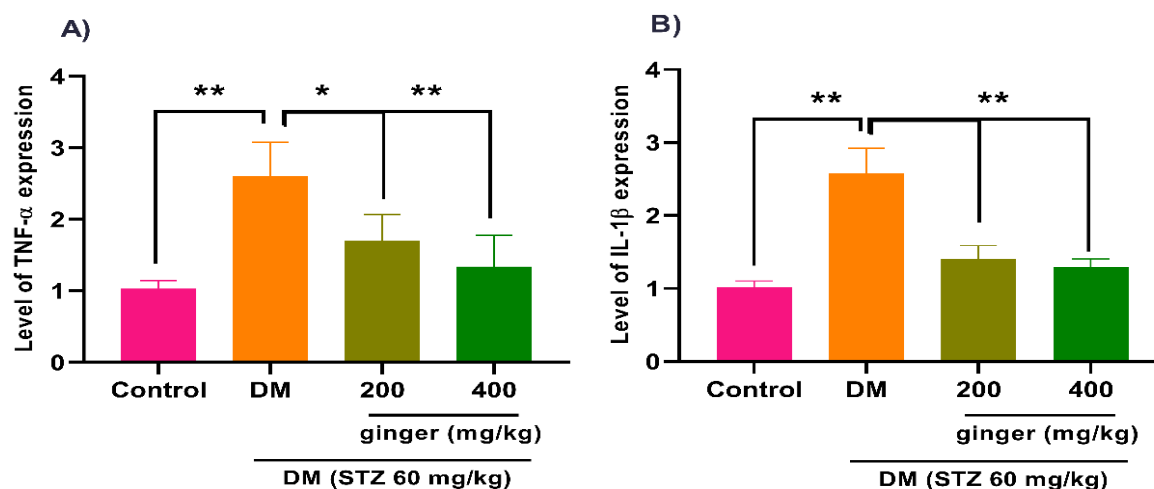 A)
Level of TNF-α expression
4
3
2
1
0
** * **
Control DM 200 400
ginger (mg/kg)
DM (STZ 60 mg/kg)
B)
Level of IL-1β expression
4
3
2
1
0
** **
Control DM 200 400
ginger (mg/kg)
DM (STZ 60 mg/kg)